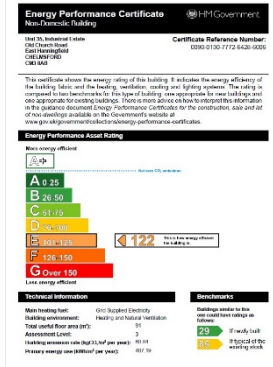 Energy Performance Certificate
HM Government
Non-Domestic Building
Unit 35, Industrial Estate
Old Church Road
East Hanningfield
CHELMSFORD
CM3 8AB
Certificate Reference Number:
This certificate shows the energy rating of this building. It indicates the energy efficiency of
the building fabric and the heating, ventilation, cooling and lighting systems. The rating is
compared to two benchmarks for this type of building: one appropriate for new buildings and
one appropriate for existing buildings. There is more advice on how to interpret this information
in the guidance document Energy Performance Certificates for the construction, sale and let
of non-dwellings available on the Government's website at
www.gov.uk/government/collections/energy-performance-certificates.
Energy Performance Asset Rating
More energy efficient
A+
Net zero CO2 emissions
A 0-25
B 26-50
C 51-75
D 76-100
E 101-125
122 This is how energy efficient
the building is.
F 126-150
G Over 150
Less energy efficient
Technical Information
Main heating fuel: Grid Supplied Electricity
Building environment: Heating and Natural Ventilation
Total useful floor area (m²): 91
Assessment Level: 3
Building emission rate (kgCO2/m² per year):
Primary energy use (kWh/m² per year):
Benchmarks
Buildings similar to this
one could have ratings as
follows:
29 If newly built
If typical of the
existing stock